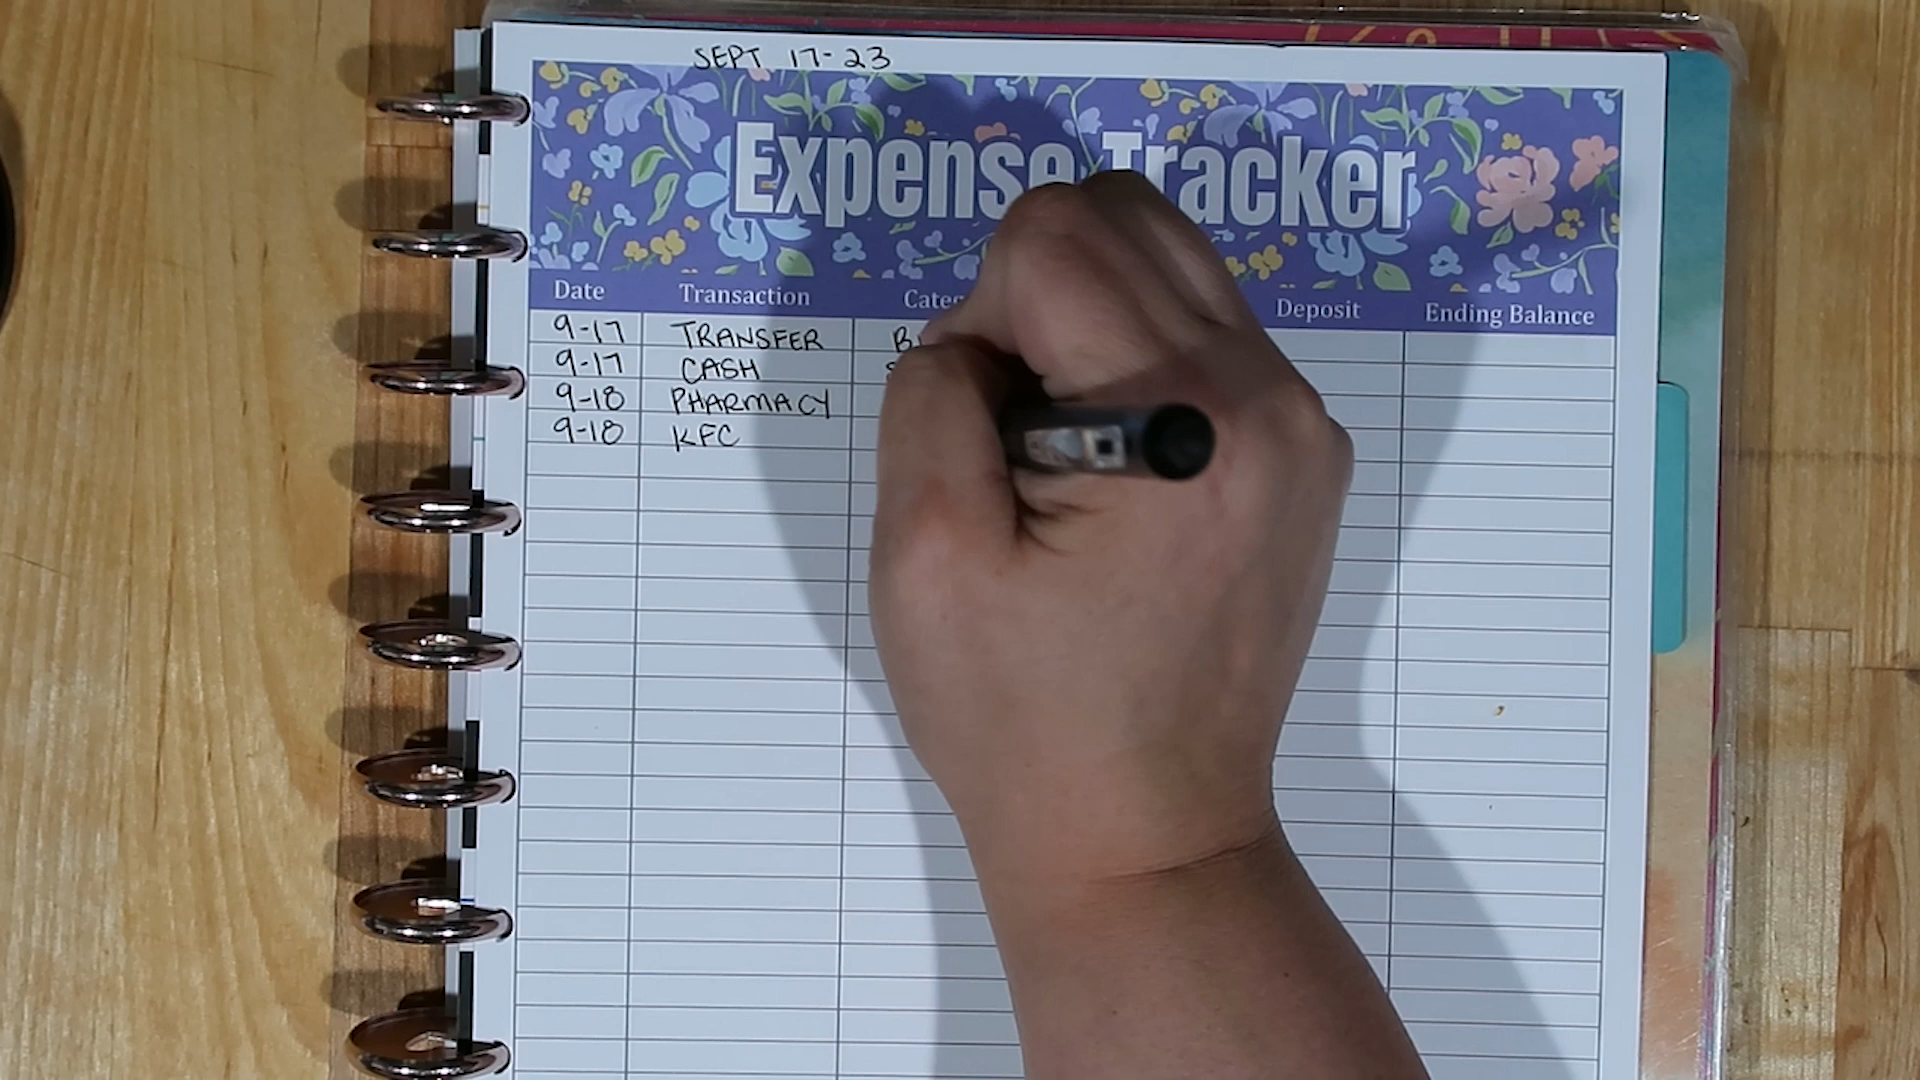 SEPT 17-23
Expense Tracker
Date Transaction Deposit Ending Balance
9-17 TRANSFER
9-17 CASH
9-18 PHARMACY
9-18 KFC